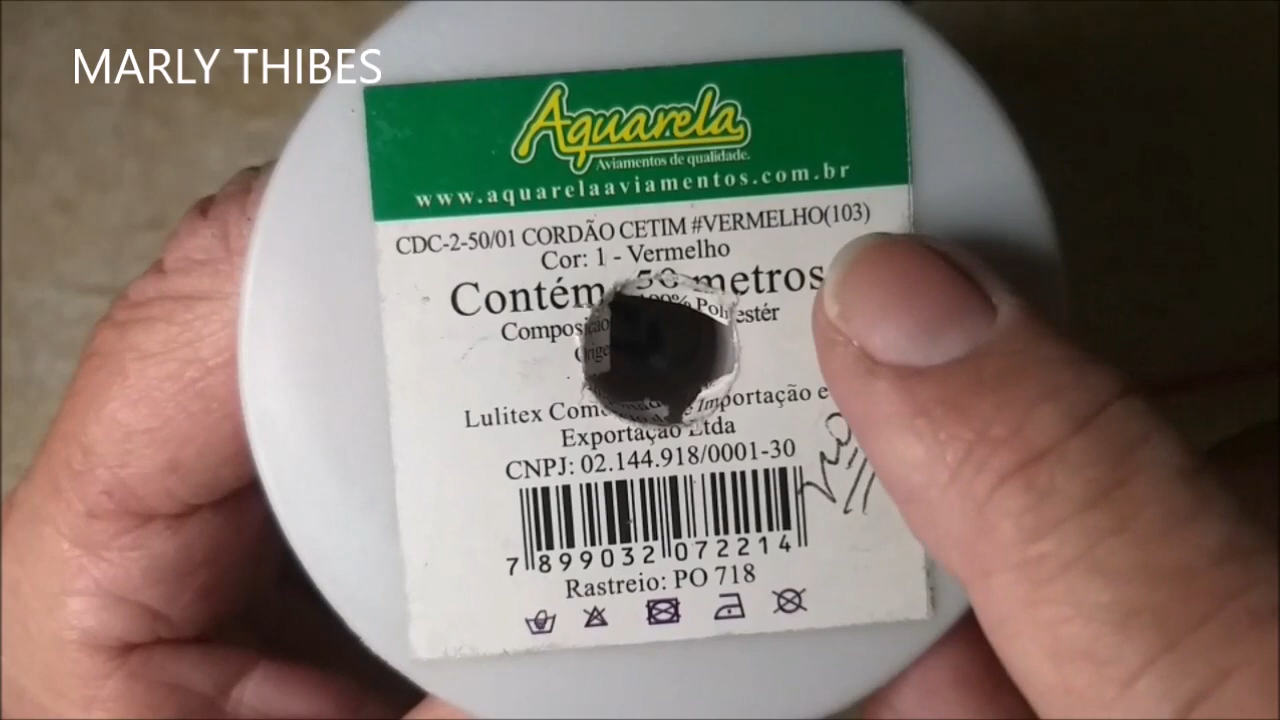 MARLY THIBES
Aquarela
Aviamentos de qualidade.
www.aquarelaaviamentos.com.br
CDC-2-50/01 CORDÃO CETIM #VERMELHO(103)
Cor: 1 - Vermelho
Contém 50 metros
100% Poliestér
Lulitex Importação e
Exportação Ltda
CNPJ: 02.144.918/0001-30
7 899032 072214
Rastreio: PO 718